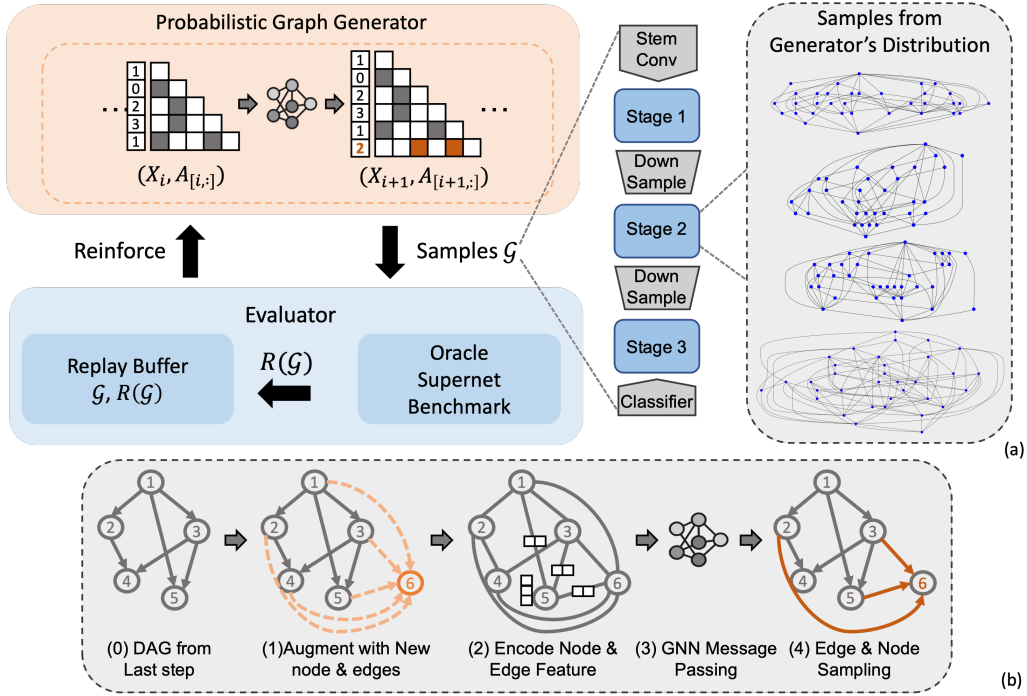 Probabilistic Graph Generator
1
0
2
3
1
...
(X_i, A_[i,:])
1
0
2
3
1
2
...
(X_{i+1}, A_[i+1,:])
Reinforce
Samples 𝒢
Evaluator
Replay Buffer
𝒢, R(𝒢)
R(𝒢)
Oracle
Supernet
Benchmark
Stem
Conv
Stage 1
Down
Sample
Stage 2
Down
Sample
Stage 3
Classifier
Samples from
Generator's Distribution
(a)
1
2
3
4
5
(0) DAG from
Last step
1
2
3
4
5
6
(1)Augment with New
node & edges
1
2
3
4
5
6
(2) Encode Node &
Edge Feature
(3) GNN Message
Passing
1
2
3
4
5
6
(4) Edge & Node
Sampling
(b)